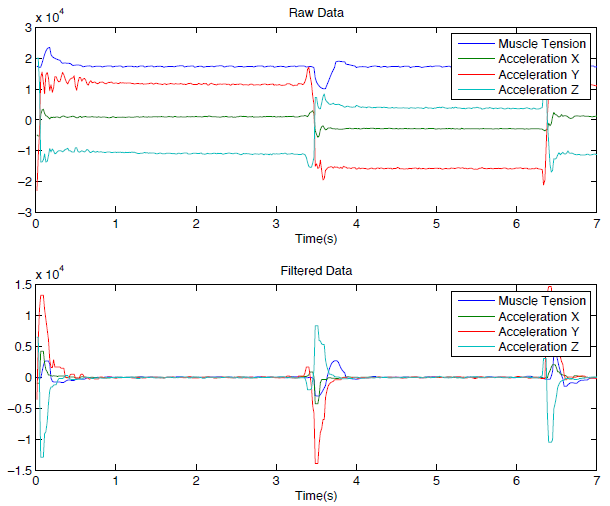 Raw Data
x 10^4
3
2
1
0
−1
−2
−3
Muscle Tension
Acceleration X
Acceleration Y
Acceleration Z
0 1 2 3 4 5 6 7
Time(s)
Filtered Data
x 10^4
1.5
1
0.5
0
−0.5
−1
−1.5
Muscle Tension
Acceleration X
Acceleration Y
Acceleration Z
0 1 2 3 4 5 6 7
Time(s)